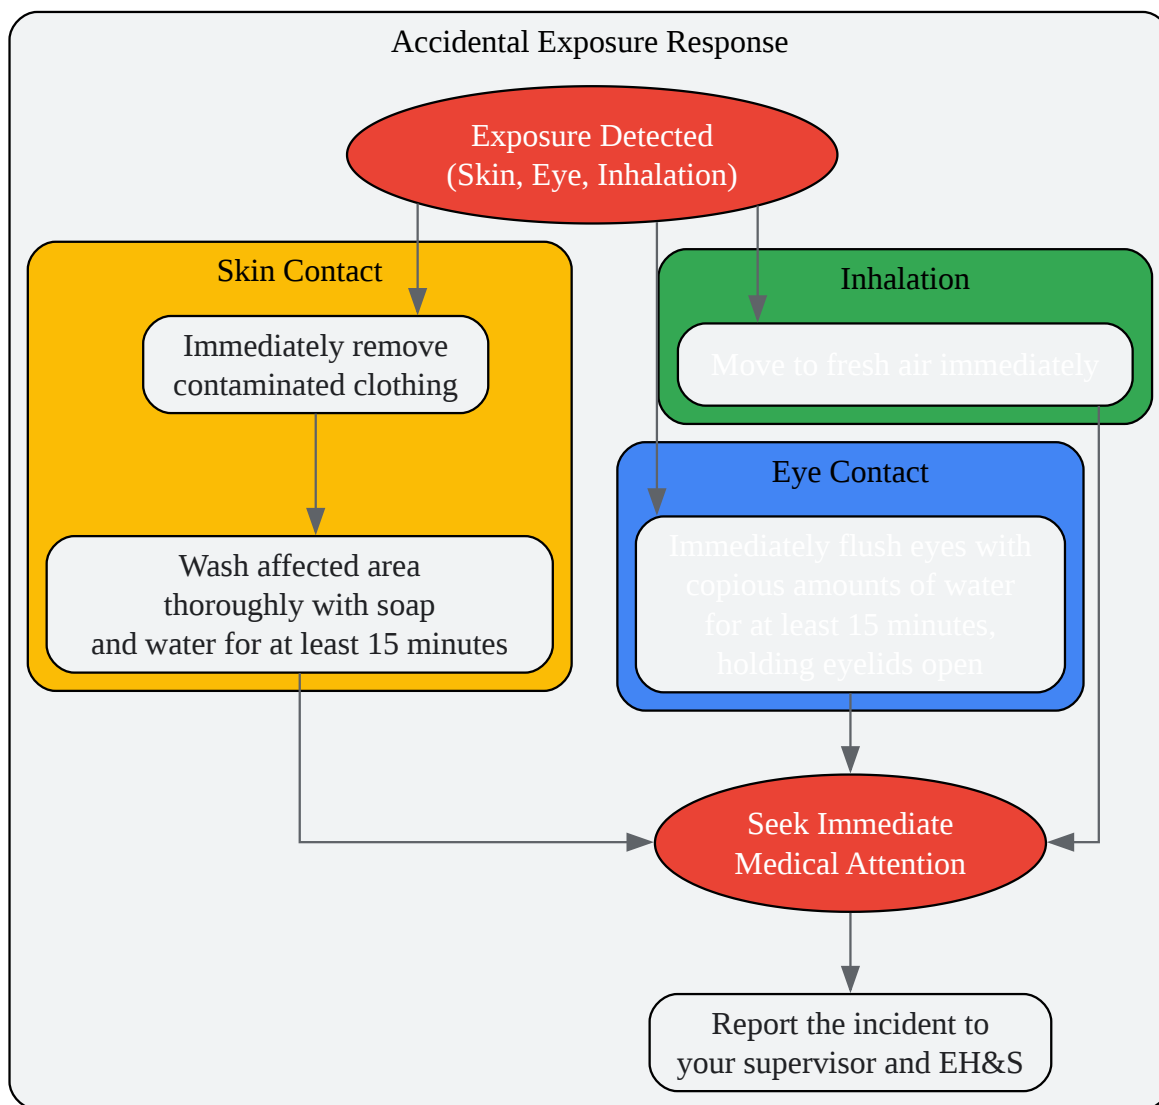 Accidental Exposure Response
Exposure Detected
(Skin, Eye, Inhalation)
Skin Contact
Immediately remove
contaminated clothing
Wash affected area
thoroughly with soap
and water for at least 15 minutes
Inhalation
Move to fresh air immediately
Eye Contact
Immediately flush eyes with
copious amounts of water
for at least 15 minutes,
holding eyelids open
Seek Immediate
Medical Attention
Report the incident to
your supervisor and EH&S